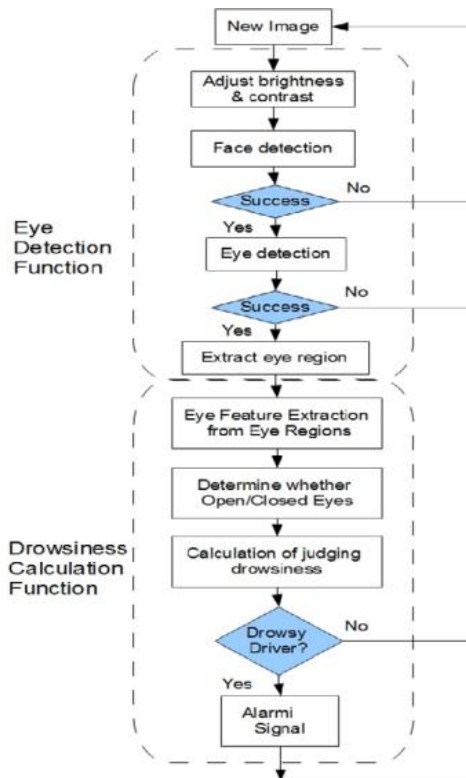 New Image
Adjust brightness
& contrast
Face detection
Success
No
Yes
Eye
Detection
Function
Eye detection
Success
No
Yes
Extract eye region
Eye Feature Extraction
from Eye Regions
Determine whether
Open/Closed Eyes
Drowsiness
Calculation
Function
Calculation of judging
drowsiness
Drowsy
Driver?
No
Yes
Alarmi
Signal